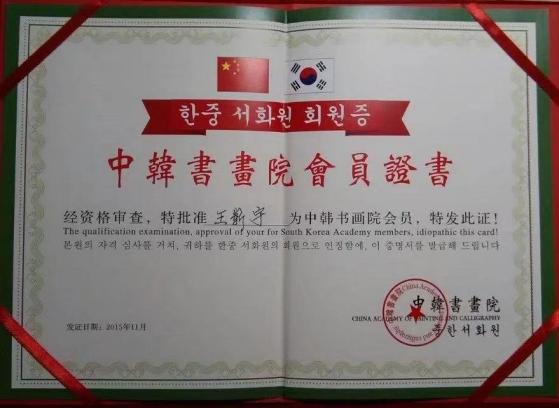 한중 서화원 회원증
中韓書畫院會員證書
经资格审查，特批准 王新宇 为中韩书画院会员，特发此证！
The qualification examination, approval of your for South Korea Academy members, idiopathic this card!
본원의 자격 심사를 거쳐, 귀하를 한중 서화원의 회원으로 인정함에, 이 증명서를 발급해 드립니다
中韓書畫院
CHINA ACADEMY OF PAINTING AND CALLIGRAPHY
중한서화원
发证日期：2015年11月